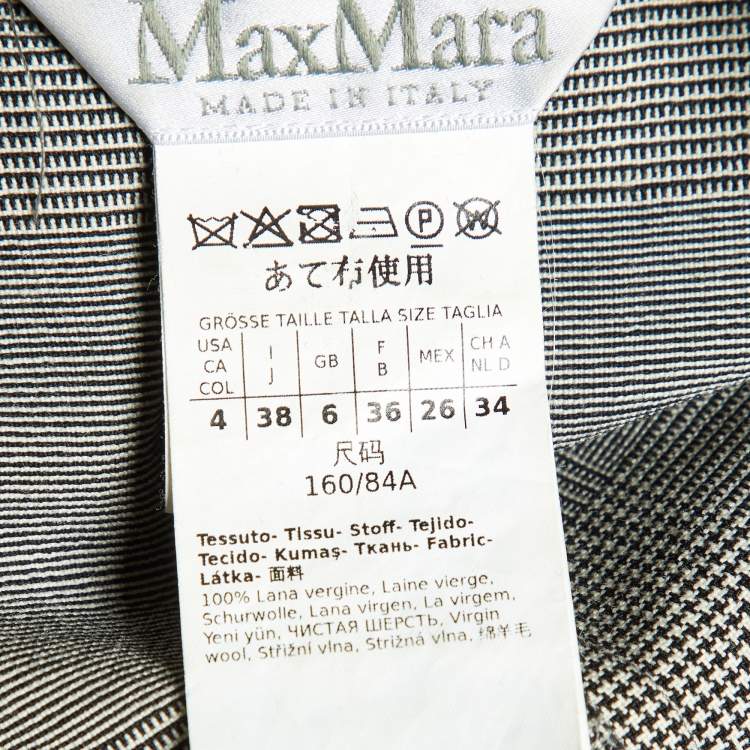 MaxMara
MADE IN ITALY
P W
あて布使用
GRÖSSE TAILLE TALLA SIZE TAGLIA
USA CA COL I J GB F B MEX CH A NL D
4 38 6 36 26 34
尺码
160/84A
Tessuto- Tissu- Stoff- Tejido-
Tecido- Kumaş- Ткань- Fabric-
Látka- 面料
100% Lana vergine, Laine vierge,
Schurwolle, Lana virgen, La virgem,
Yeni yün, ЧИСТАЯ ШЕРСТЬ, Virgin
wool, Střižní vlna, Strižná vlna, 绵羊毛